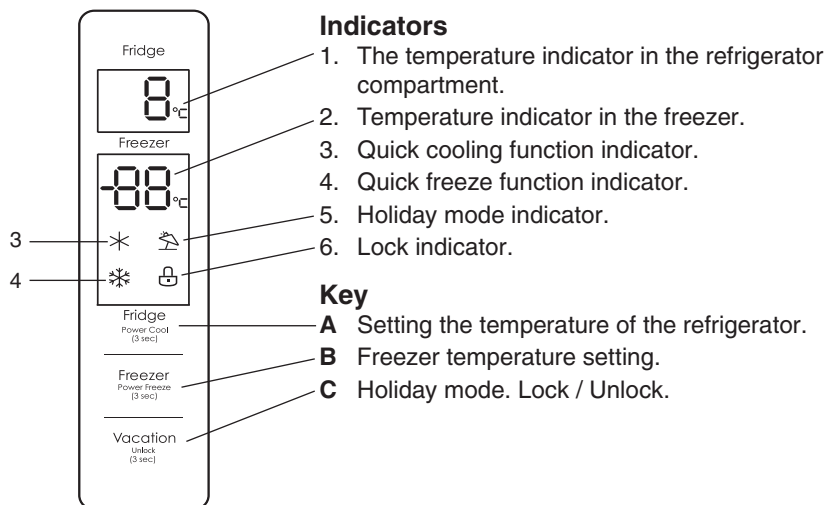 Fridge
8°C
Freezer
-88°C
3
4
Fridge
Power Cool
(3 sec)
Freezer
Power Freeze
(3 sec)
Vacation
Unlock
(3 sec)
Indicators
1. The temperature indicator in the refrigerator
compartment.
2. Temperature indicator in the freezer.
3. Quick cooling function indicator.
4. Quick freeze function indicator.
5. Holiday mode indicator.
6. Lock indicator.
Key
A Setting the temperature of the refrigerator.
B Freezer temperature setting.
C Holiday mode. Lock / Unlock.